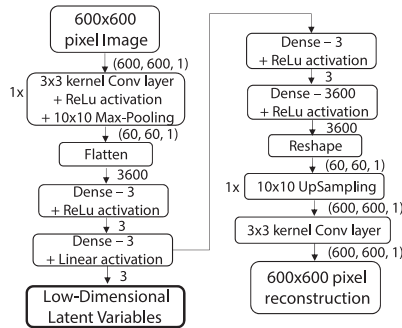 600x600
pixel Image
(600, 600, 1)
1x
3x3 kernel Conv layer
+ ReLu activation
+ 10x10 Max-Pooling
(60, 60, 1)
Flatten
3600
Dense – 3
+ ReLu activation
3
Dense – 3
+ Linear activation
3
Low-Dimensional
Latent Variables
Dense – 3
+ ReLu activation
3
Dense – 3600
+ ReLu activation
3600
Reshape
(60, 60, 1)
1x
10x10 UpSampling
(600, 600, 1)
3x3 kernel Conv layer
(600, 600, 1)
600x600 pixel
reconstruction